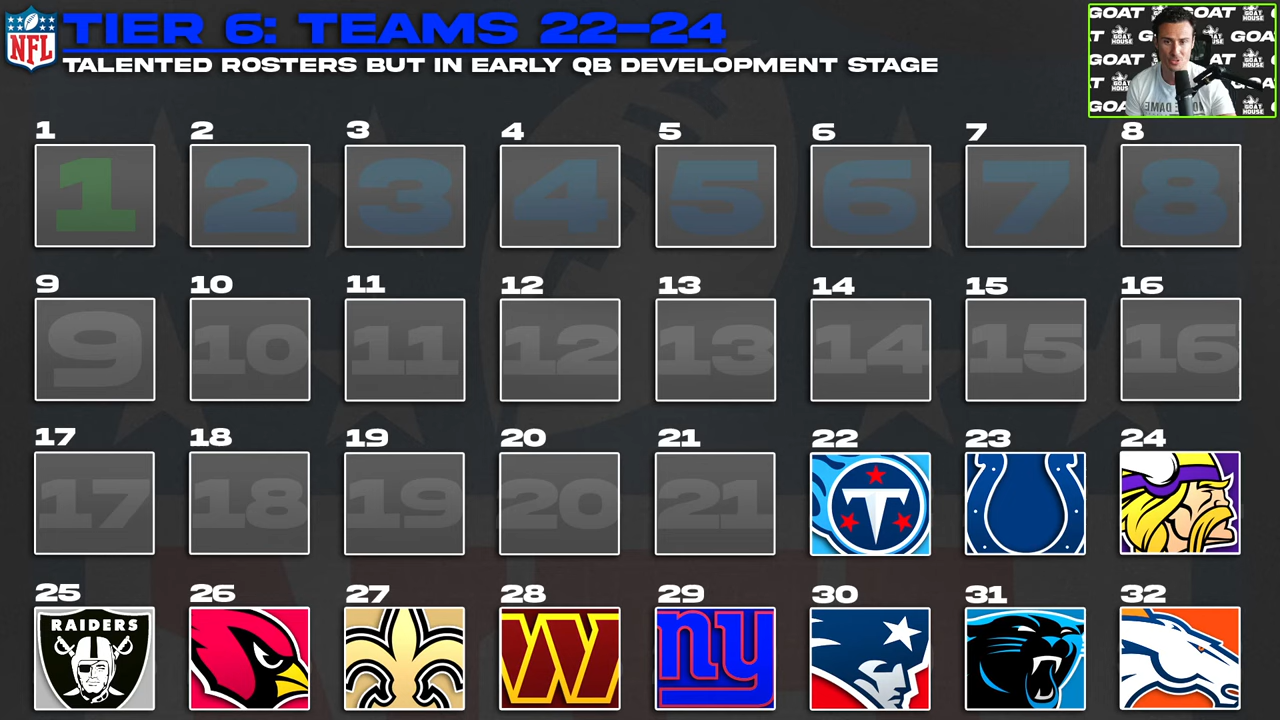 NFL
TIER 6: TEAMS 22–24
TALENTED ROSTERS BUT IN EARLY QB DEVELOPMENT STAGE
GOAT HOUSE
1 2 3 4 5 6 7 8
1 2 3 4 5 6 7 8
9 10 11 12 13 14 15 16
9 10 11 12 13 14 15 16
17 18 19 20 21 22 23 24
17 18 19 20 21 T
25 26 27 28 29 30 31 32
RAIDERS W ny